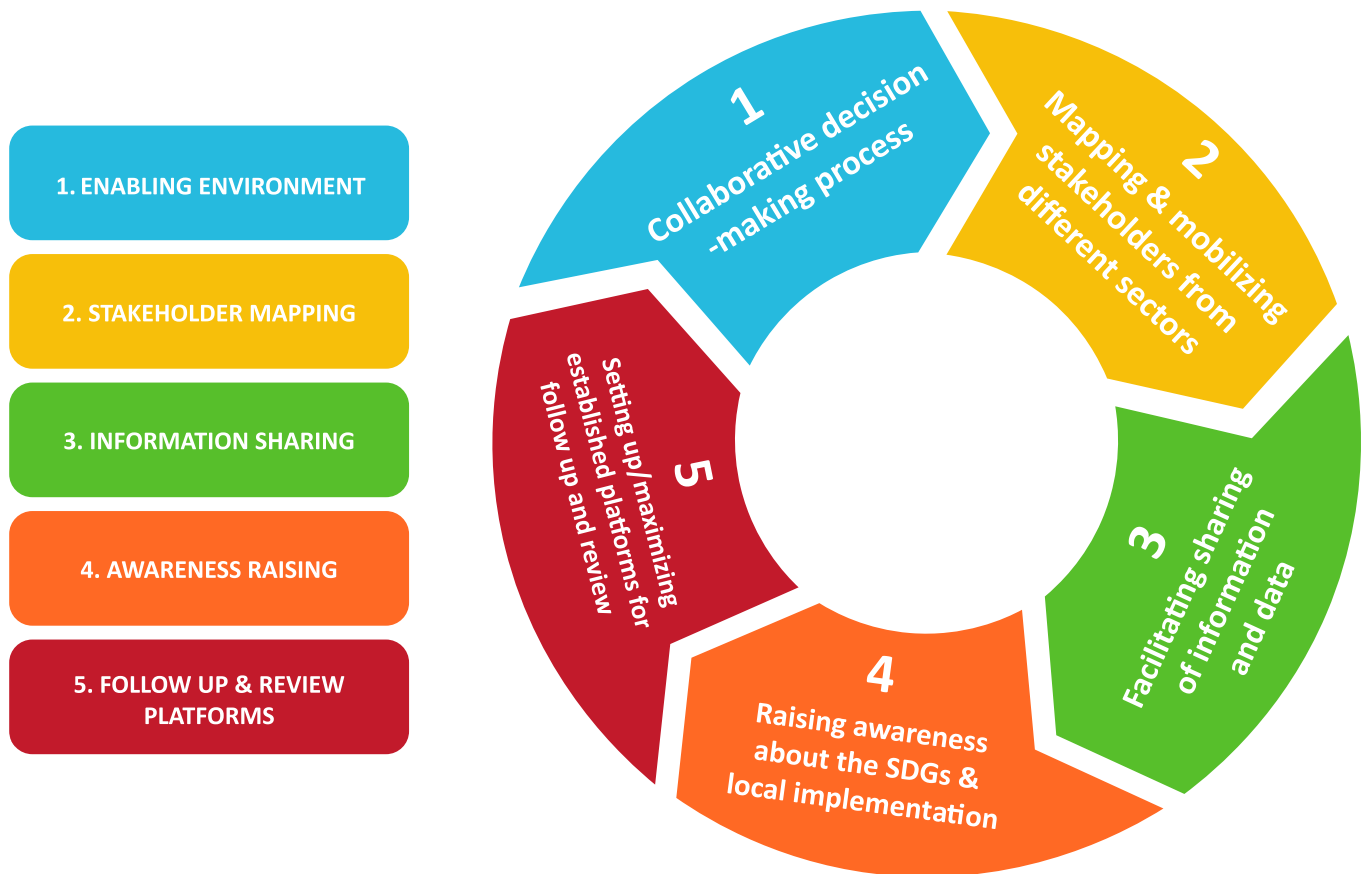 1. ENABLING ENVIRONMENT
2. STAKEHOLDER MAPPING
3. INFORMATION SHARING
4. AWARENESS RAISING
5. FOLLOW UP & REVIEW
PLATFORMS
1
Collaborative decision
-making process
2
Mapping & mobilizing
stakeholders from
different sectors
3
Facilitating sharing
of information
and data
4
Raising awareness
about the SDGs &
local implementation
5
Setting up/maximizing
established platforms for
follow up and review